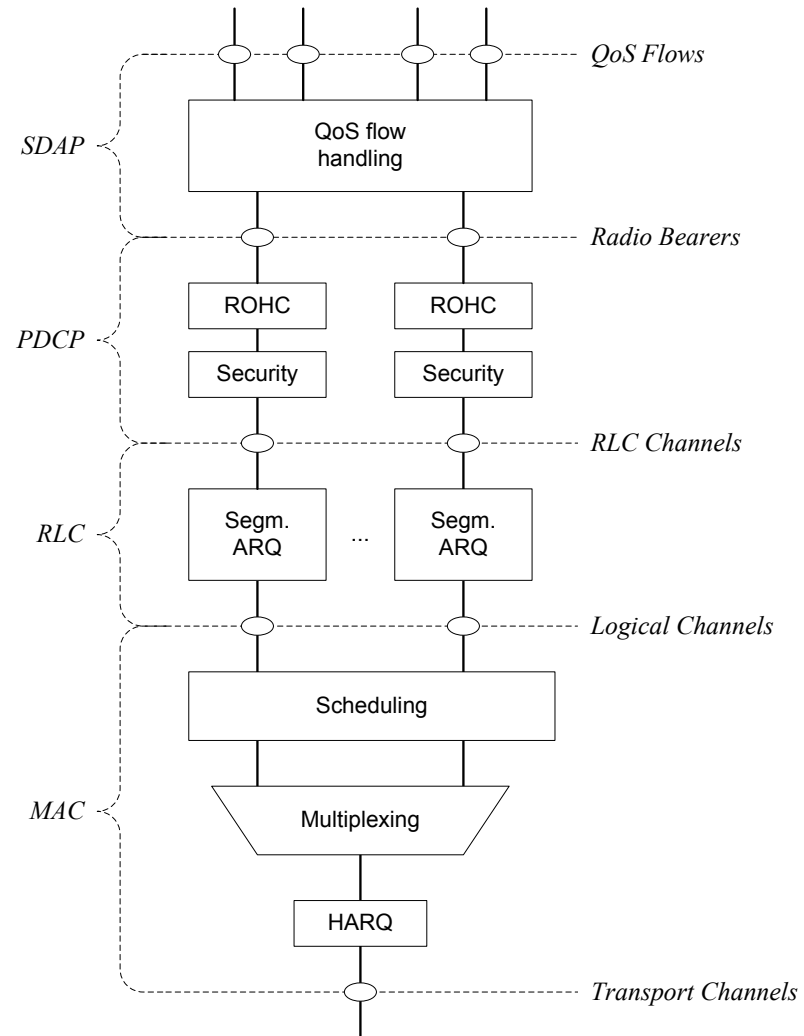 QoS Flows
QoS flow
handling
SDAP
Radio Bearers
ROHC
ROHC
PDCP
Security
Security
RLC Channels
Segm.
ARQ
...
Segm.
ARQ
RLC
Logical Channels
Scheduling
MAC
Multiplexing
HARQ
Transport Channels